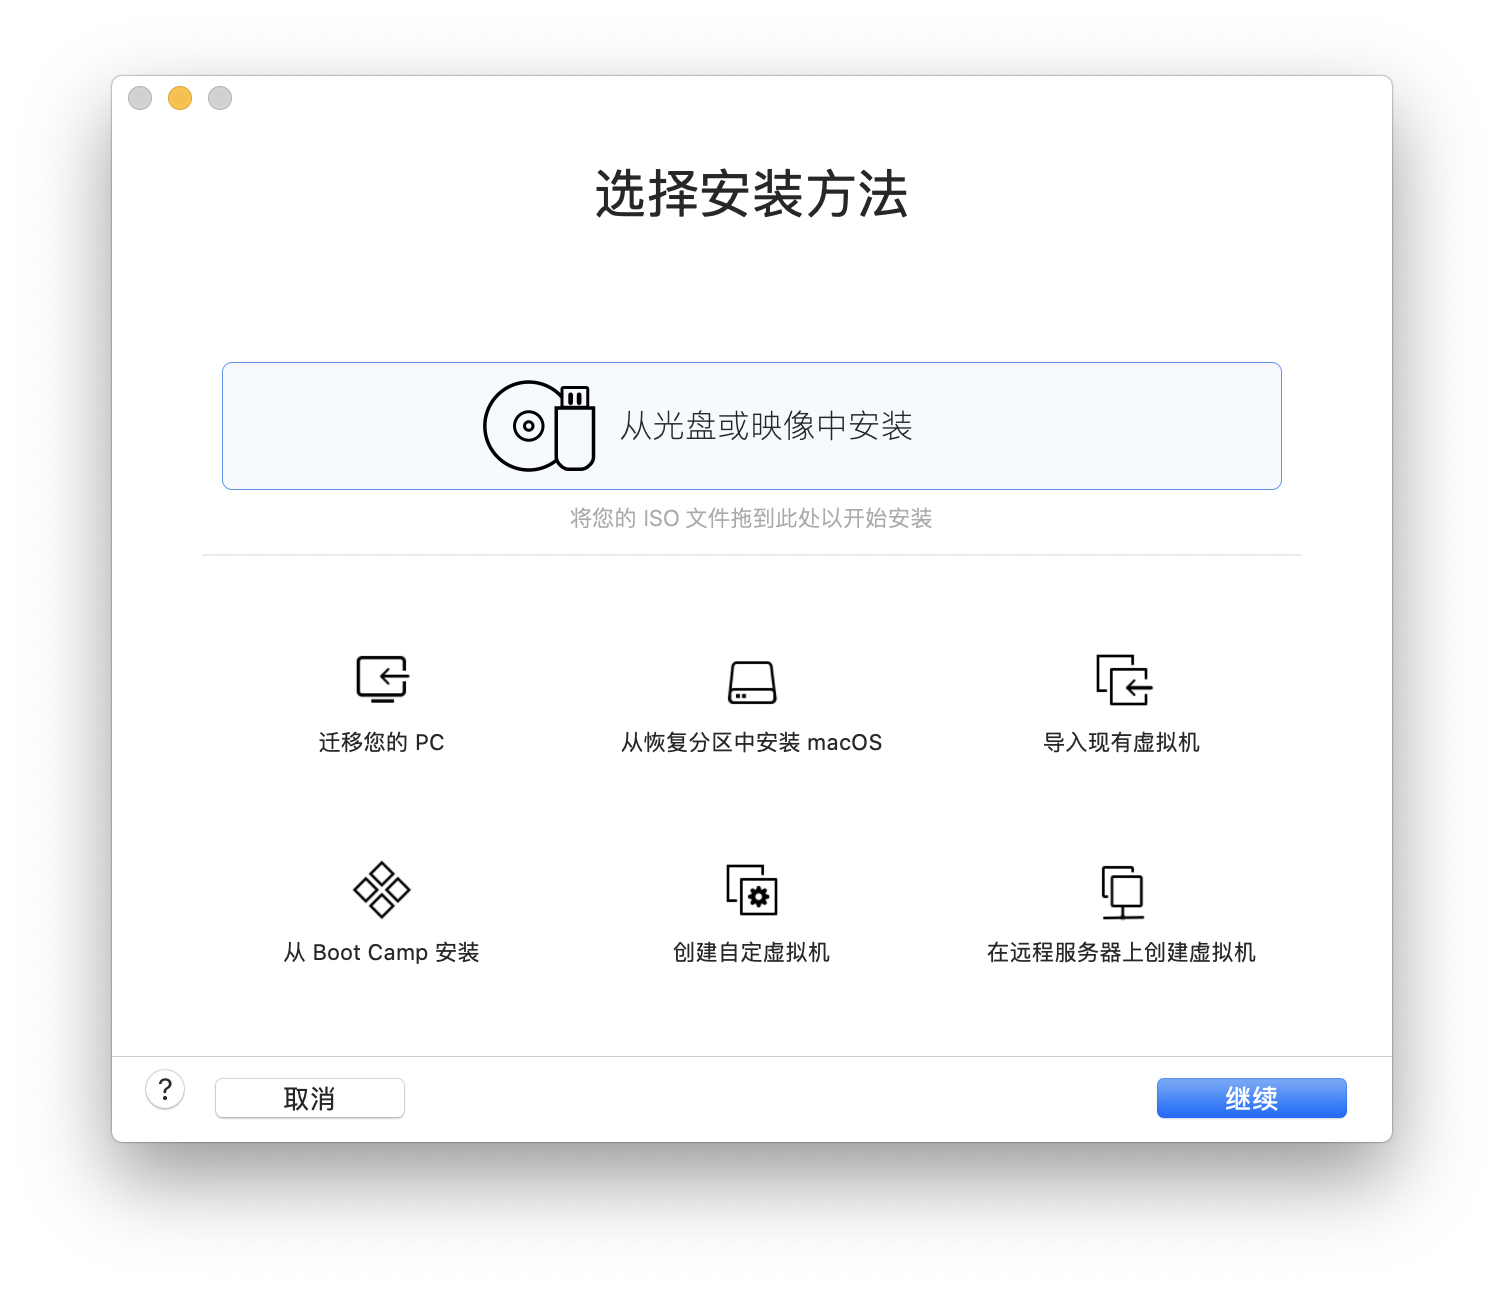 选择安装方法
从光盘或映像中安装
将您的 ISO 文件拖到此处以开始安装
迁移您的 PC
从恢复分区中安装 macOS
导入现有虚拟机
从 Boot Camp 安装
创建自定虚拟机
在远程服务器上创建虚拟机
?
取消
继续